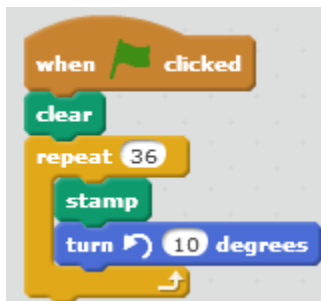 when clicked
clear
repeat 36
stamp
turn 10 degrees